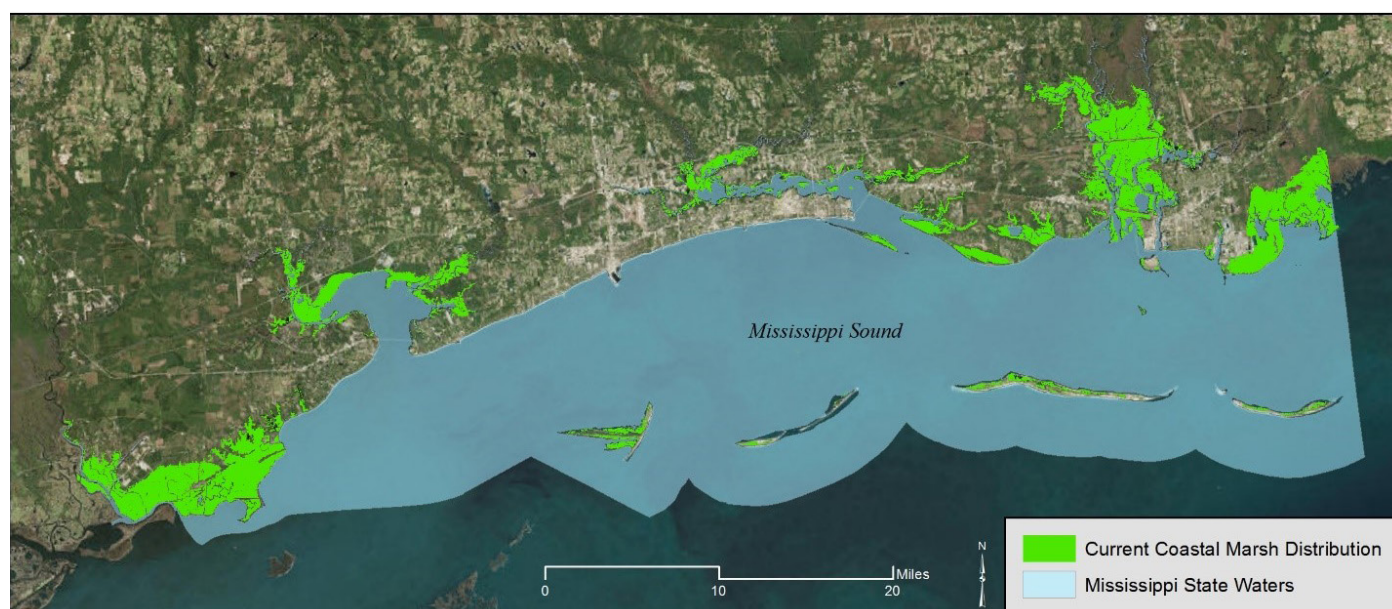 Mississippi Sound
N
Miles
0 10 20
Current Coastal Marsh Distribution
Mississippi State Waters